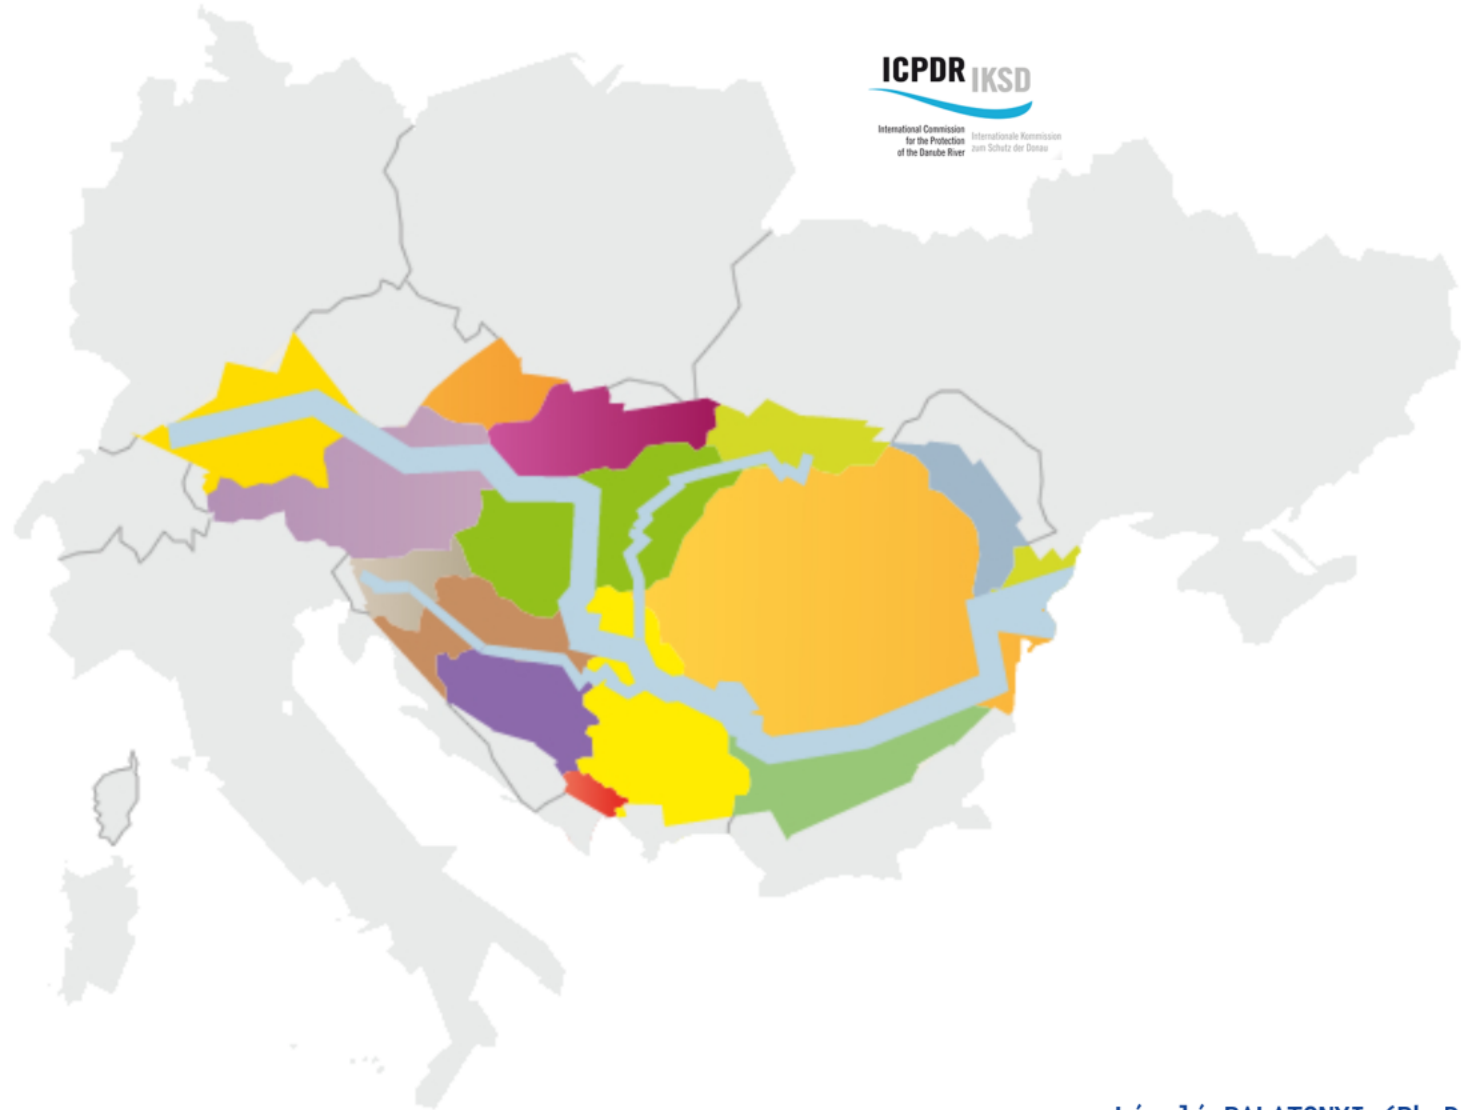 ICPDR IKSD
International Commission
for the Protection
of the Danube River
Internationale Kommission
zum Schutz der Donau